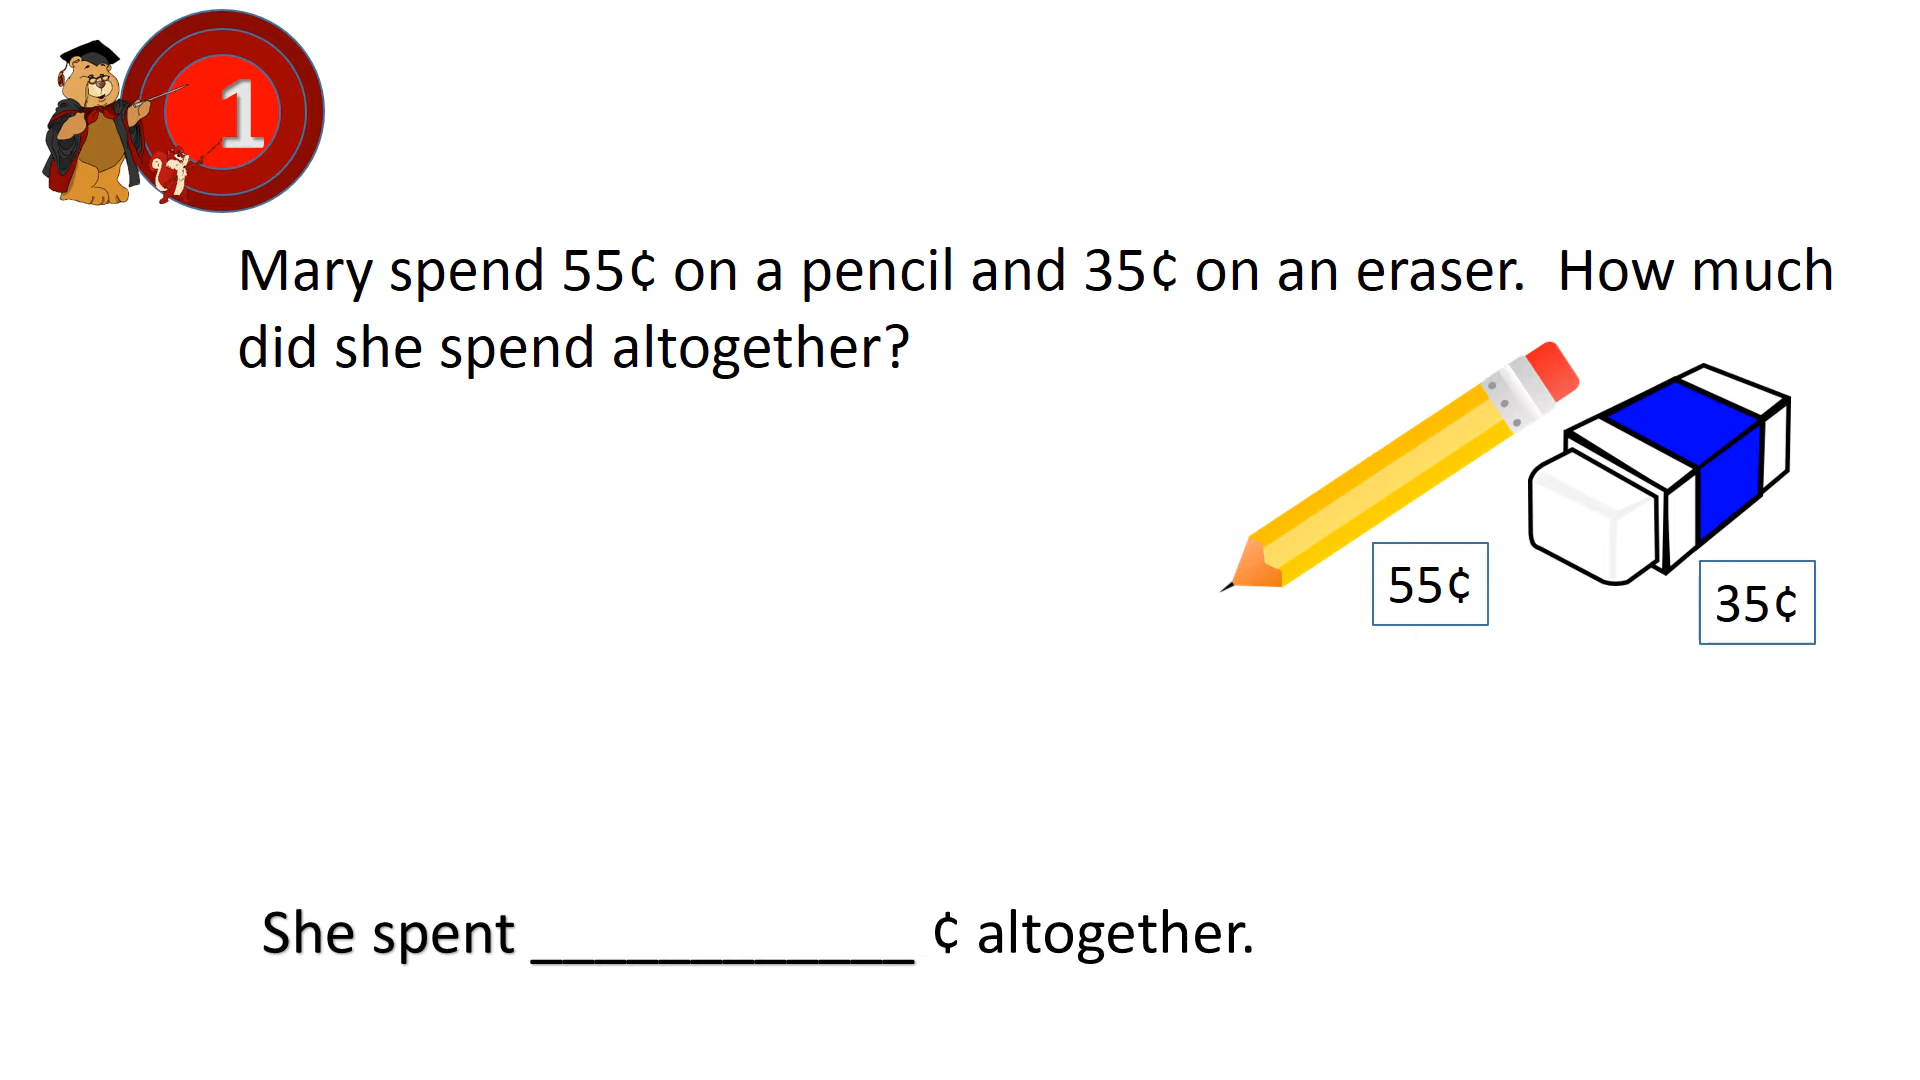 1
Mary spend 55¢ on a pencil and 35¢ on an eraser.  How much
did she spend altogether?
55¢
35¢
She spent ____________ ¢ altogether.